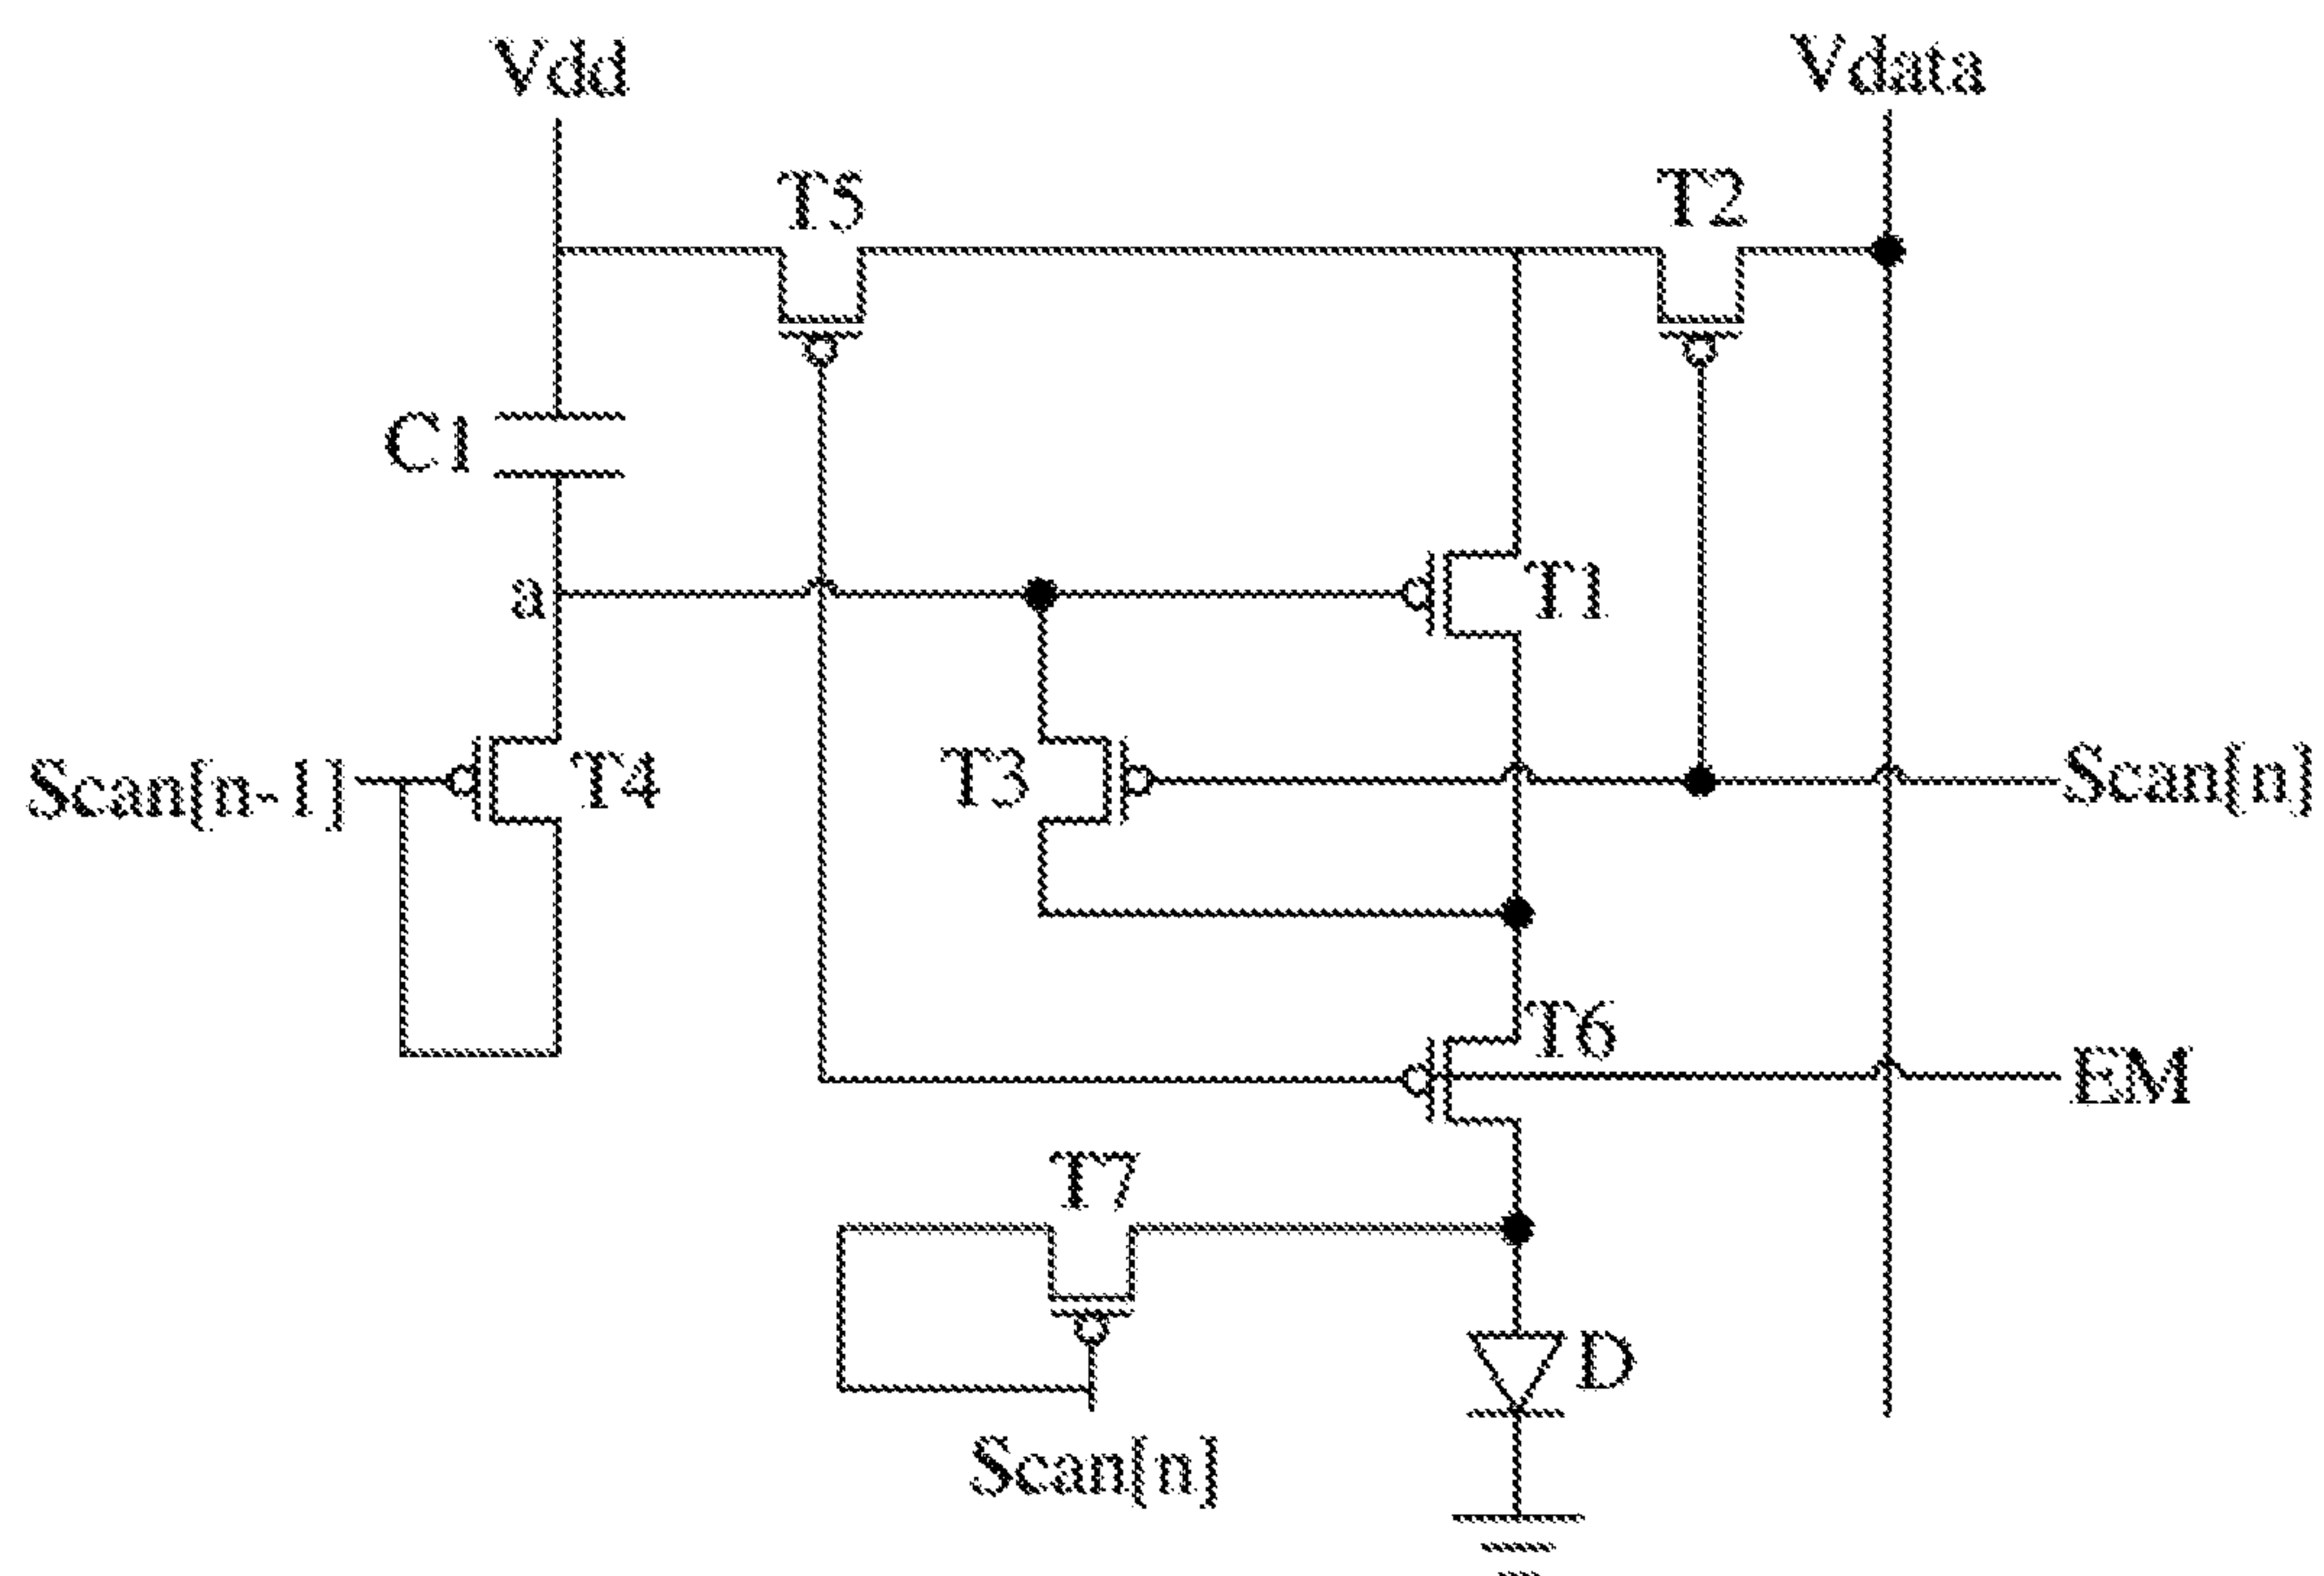 Vdd
Vdata
T5
T2
C1
a
T1
Scan[n-1]
T4
T3
Scan[n]
T6
EM
T7
D
Scan[n]